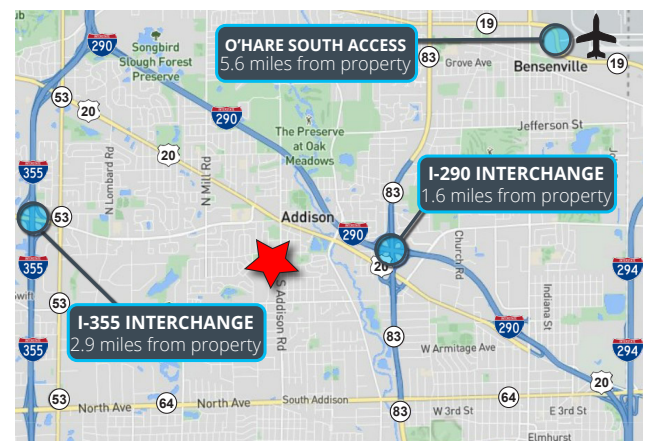 19
O'HARE SOUTH ACCESS
5.6 miles from property
290
Songbird
Slough Forest
Preserve
83
Grove Ave
Bensenville
19
53
20
290
The Preserve
at Oak
Meadows
Jefferson St
355
N Lombard Rd
20
N Mill Rd
I-290 INTERCHANGE
1.6 miles from property
83
53
Addison
290
20
Church Rd
355
S Addison Rd
294
53
I-355 INTERCHANGE
2.9 miles from property
Indiana St
290
355
83
W Armitage Ave
294
20
53
North Ave
64
North Ave
South Addison
64
83
W 3rd St
E 3rd St
Elmhurst